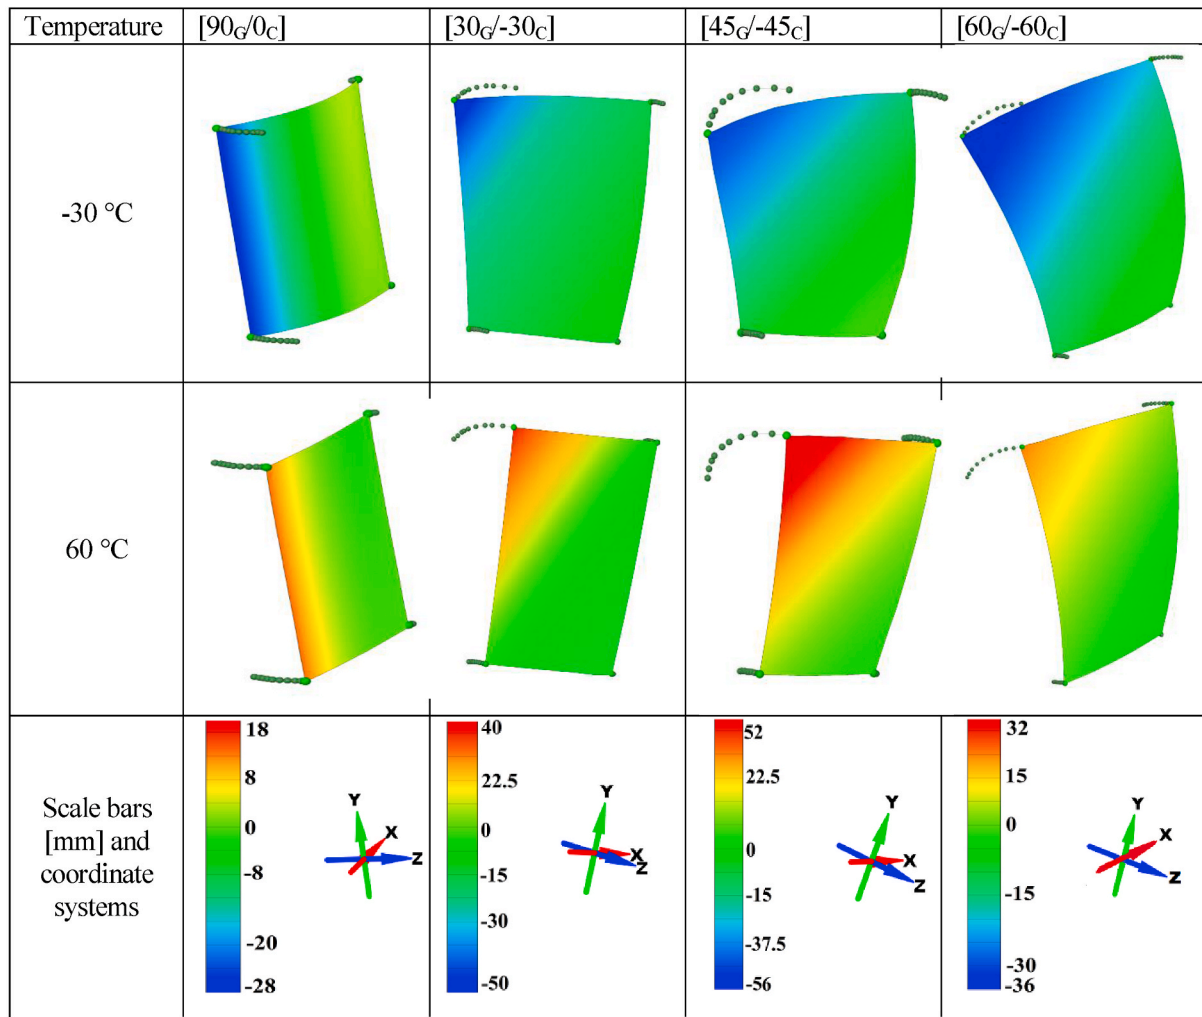 Temperature [90G/0C] [30G/-30C] [45G/-45C] [60G/-60C]
-30 °C
60 °C
Scale bars
[mm] and
coordinate
systems
18
8
0
-8
-20
-28
Y
X
Z
40
22.5
0
-15
-30
-50
Y
X
Z
52
22.5
0
-15
-37.5
-56
Y
X
Z
32
15
0
-15
-30
-36
Y
X
Z